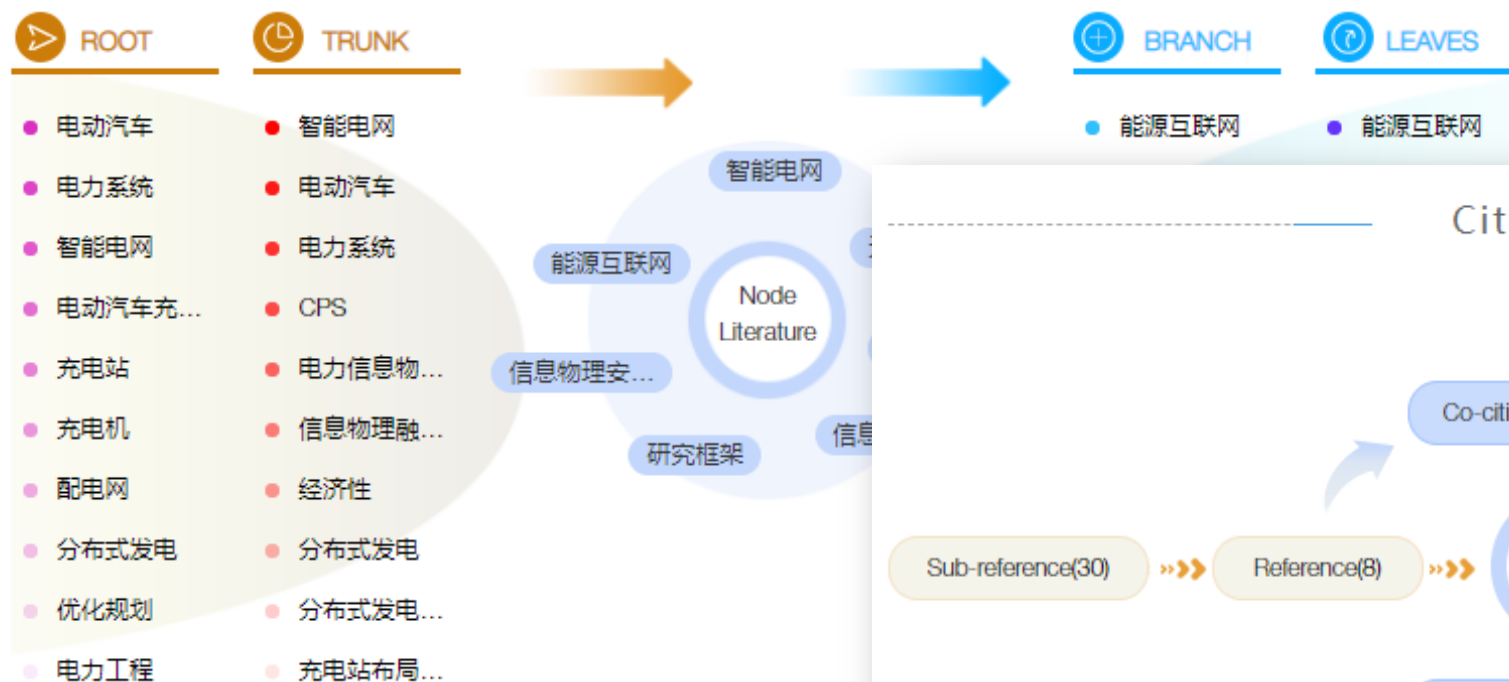 ROOT
TRUNK
BRANCH
LEAVES
电动汽车
电力系统
智能电网
电动汽车充...
充电站
充电机
配电网
分布式发电
优化规划
电力工程
智能电网
电动汽车
电力系统
CPS
电力信息物...
信息物理融...
经济性
分布式发电
分布式发电...
充电站布局...
智能电网
能源互联网
Node
Literature
信息物理安...
信息
研究框架
能源互联网
能源互联网
Cit
Co-citi
Sub-reference(30)
Reference(8)